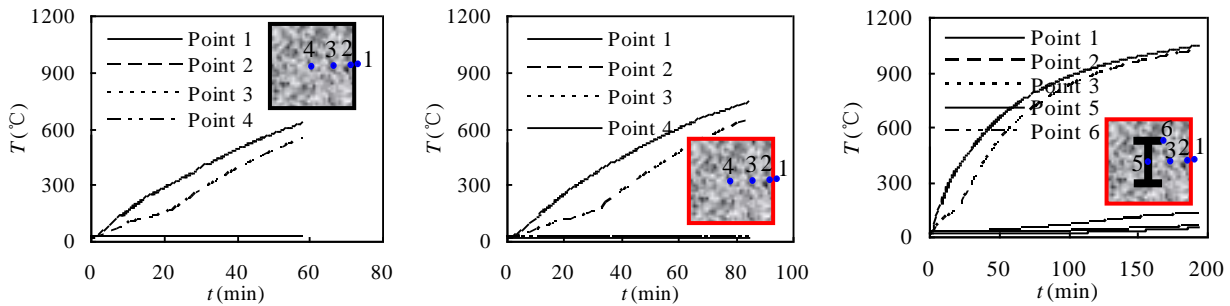 1200
900
600
300
0
T (℃)
Point 1
Point 2
Point 3
Point 4
4 3 2 1
0 20 40 60 80
t (min)
1200
900
600
300
0
T (℃)
Point 1
Point 2
Point 3
Point 4
4 3 2 1
0 20 40 60 80 100
t (min)
1200
900
600
300
0
T (℃)
Point 1
Point 2
Point 3
Point 5
Point 6
6
5 3 2 1
0 50 100 150 200
t (min)